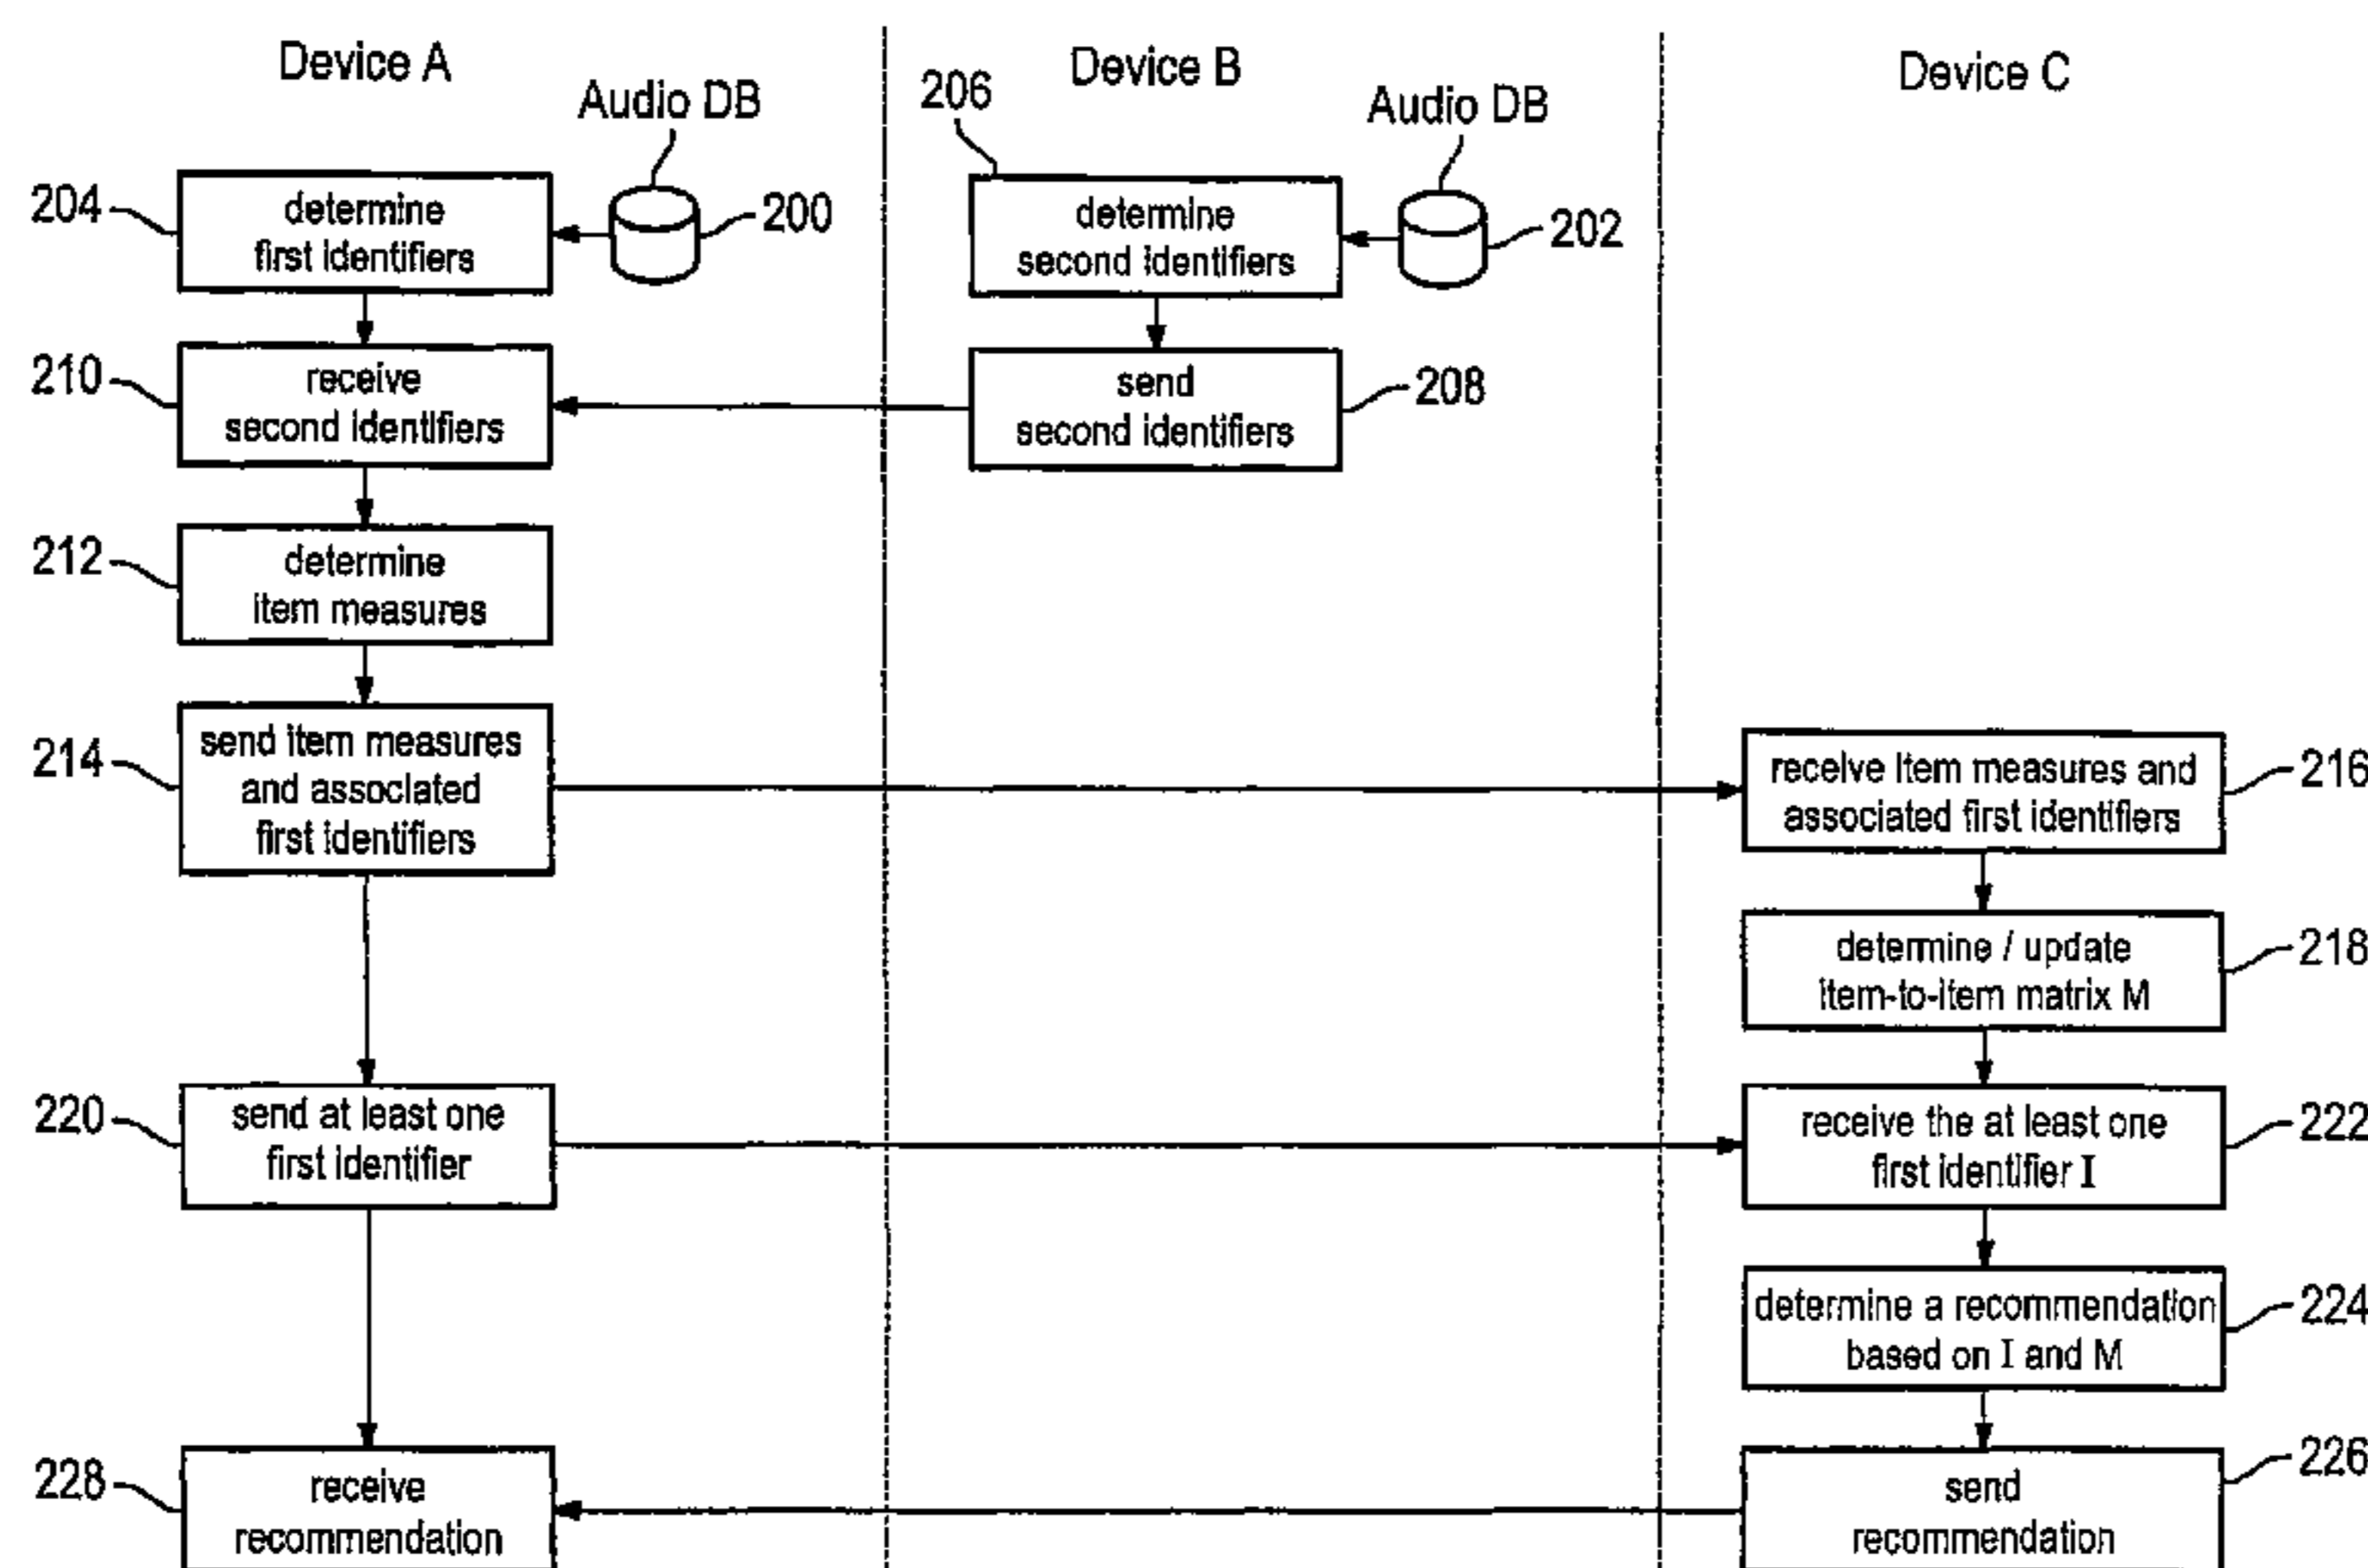 Device A
Device B
Device C
Audio DB
206
Audio DB
204
determine
first identifiers
200
determine
second identifiers
202
210
receive
second identifiers
send
second identifiers
208
212
determine
item measures
214
send item measures
and associated
first identifiers
receive item measures and
associated first identifiers
216
determine / update
item-to-item matrix M
218
220
send at least one
first identifier
receive the at least one
first identifier I
222
determine a recommendation
based on I and M
224
228
receive
recommendation
send
recommendation
226